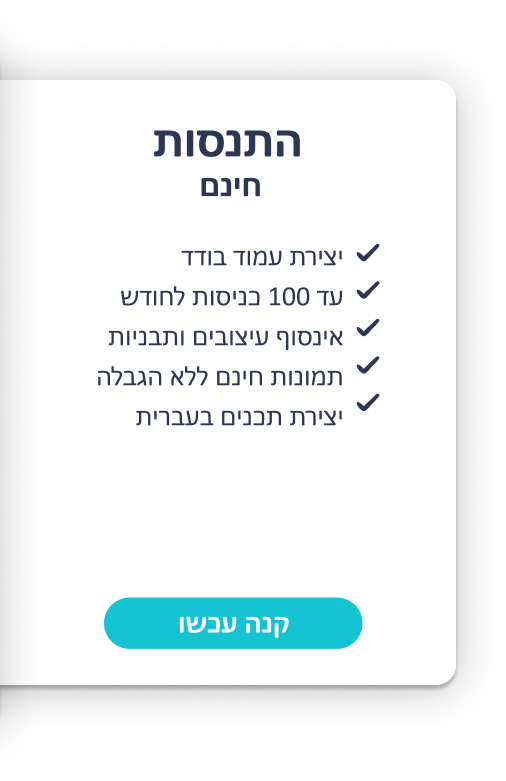 התנסות
חינם
יצירת עמוד בודד
עד 100 כניסות לחודש
אינסוף עיצובים ותבניות
תמונות חינם ללא הגבלה
יצירת תכנים בעברית
קנה עכשו